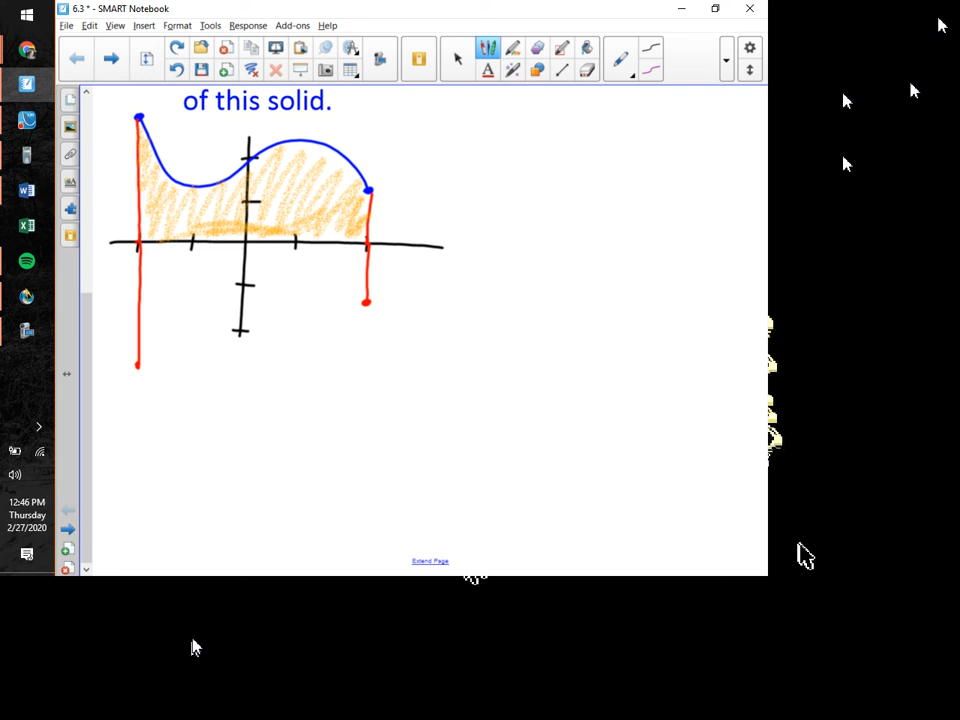 6.3 * - SMART Notebook
File Edit View Insert Format Tools Response Add-ons Help
of this solid.
12:46 PM
Thursday
2/27/2020
Extend Page